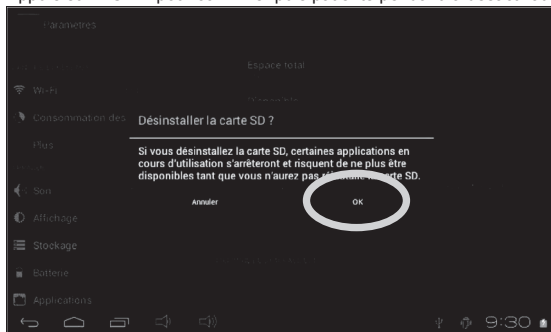 Paramètres
Espace total
Wi-Fi
Consommation des
Désinstaller la carte SD ?
Plus
Si vous désinstallez la carte SD, certaines applications en
cours d'utilisation s'arrêteront et risquent de ne plus être
disponibles tant que vous n'aurez pas carte SD.
Son
Annuler
OK
Affichage
Stockage
Batterie
Applications
9:30